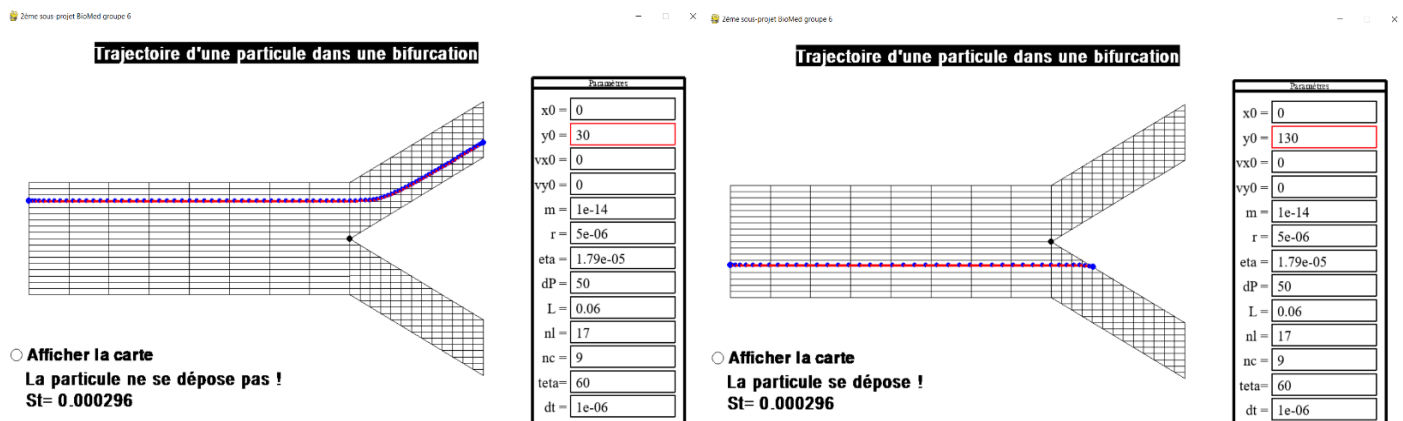 2ème sous-projet BioMed groupe 6
Trajectoire d'une particule dans une bifurcation
Paramètres
x0 = 0
y0 = 30
vx0 = 0
vy0 = 0
m = 1e-14
r = 5e-06
eta = 1.79e-05
dP = 50
L = 0.06
nl = 17
nc = 9
teta= 60
dt = 1e-06
Afficher la carte
La particule ne se dépose pas !
St= 0.000296
2ème sous-projet BioMed groupe 6
Trajectoire d'une particule dans une bifurcation
Paramètres
x0 = 0
y0 = 130
vx0 = 0
vy0 = 0
m = 1e-14
r = 5e-06
eta = 1.79e-05
dP = 50
L = 0.06
nl = 17
nc = 9
teta= 60
dt = 1e-06
Afficher la carte
La particule se dépose !
St= 0.000296